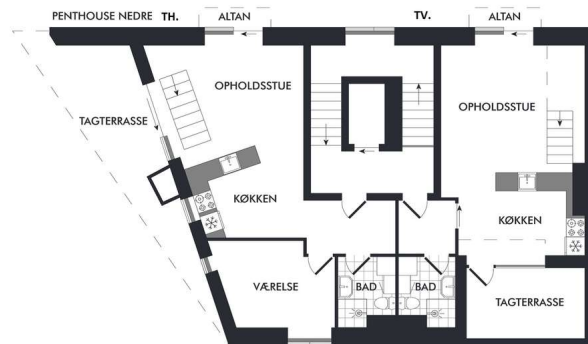 PENTHOUSE NEDRE TH. ALTAN TV. ALTAN
OPHOLDSSTUE
OPHOLDSSTUE
TAGTERRASSE
KØKKEN
KØKKEN
VÆRELSE
BAD
BAD
TAGTERRASSE